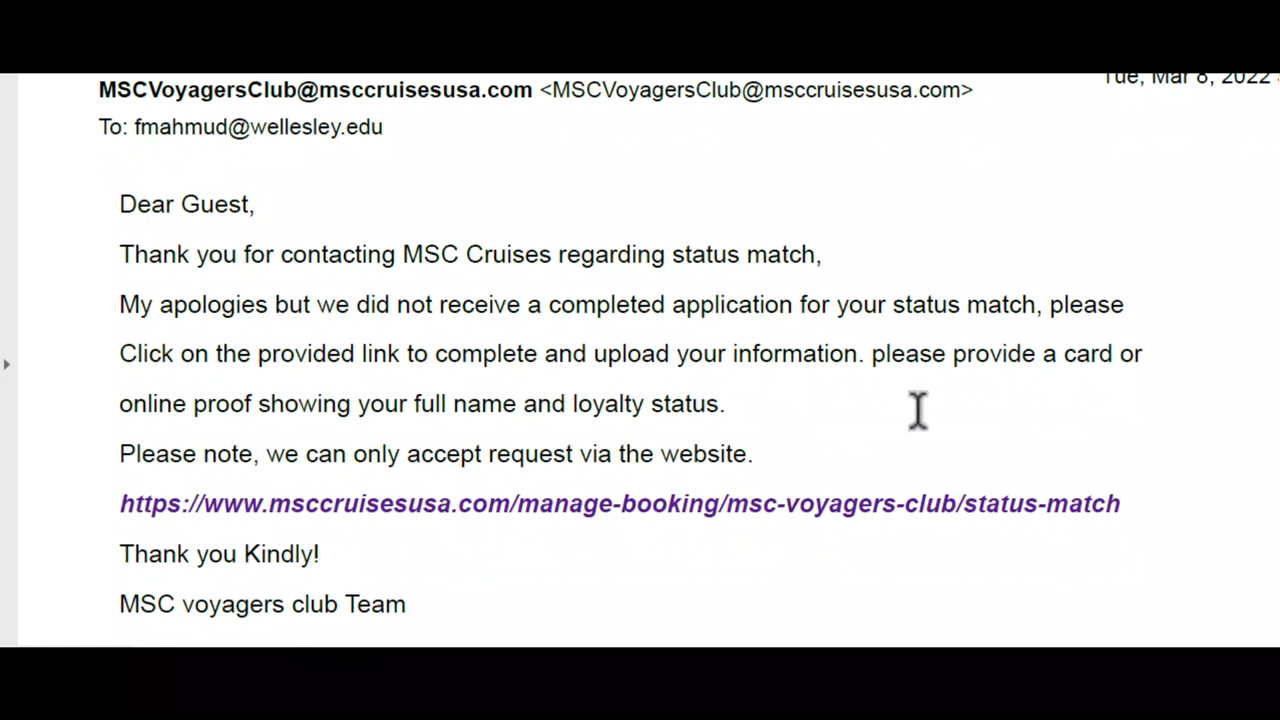 Tue, Mar 8, 2022
MSCVoyagersClub@msccruisesusa.com <MSCVoyagersClub@msccruisesusa.com>
To: fmahmud@wellesley.edu
Dear Guest,
Thank you for contacting MSC Cruises regarding status match,
My apologies but we did not receive a completed application for your status match, please
Click on the provided link to complete and upload your information. please provide a card or
online proof showing your full name and loyalty status.
Please note, we can only accept request via the website.
https://www.msccruisesusa.com/manage-booking/msc-voyagers-club/status-match
Thank you Kindly!
MSC voyagers club Team